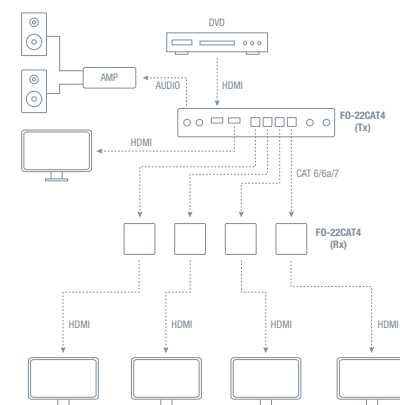 DVD
AMP
AUDIO
HDMI
FO-22CAT4
(Tx)
HDMI
CAT 6/6a/7
FO-22CAT4
(Rx)
HDMI
HDMI
HDMI
HDMI